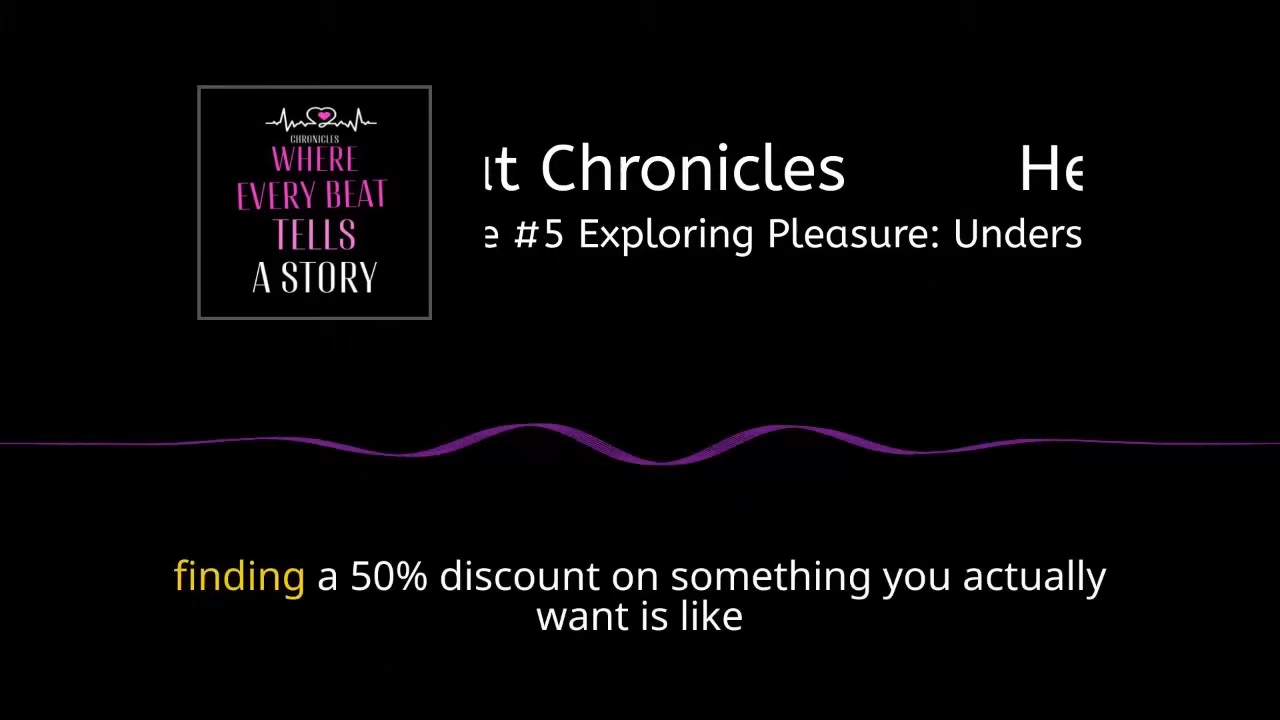 CHRONICLES
WHERE
EVERY BEAT
TELLS
A STORY
t Chronicles He
e #5 Exploring Pleasure: Unders
finding a 50% discount on something you actually
want is like